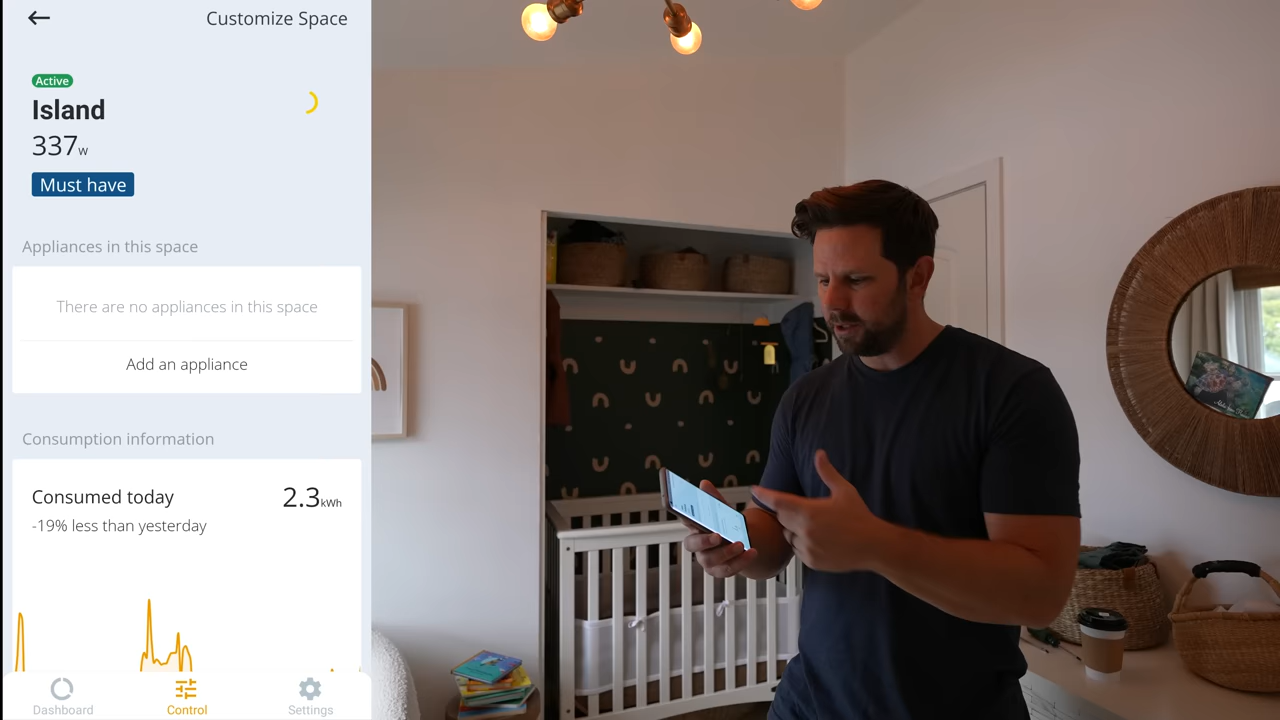 Customize Space
Active
Island
337w
Must have
Appliances in this space
There are no appliances in this space
Add an appliance
Consumption information
Consumed today
2.3kWh
-19% less than yesterday
Dashboard
Control
Settings